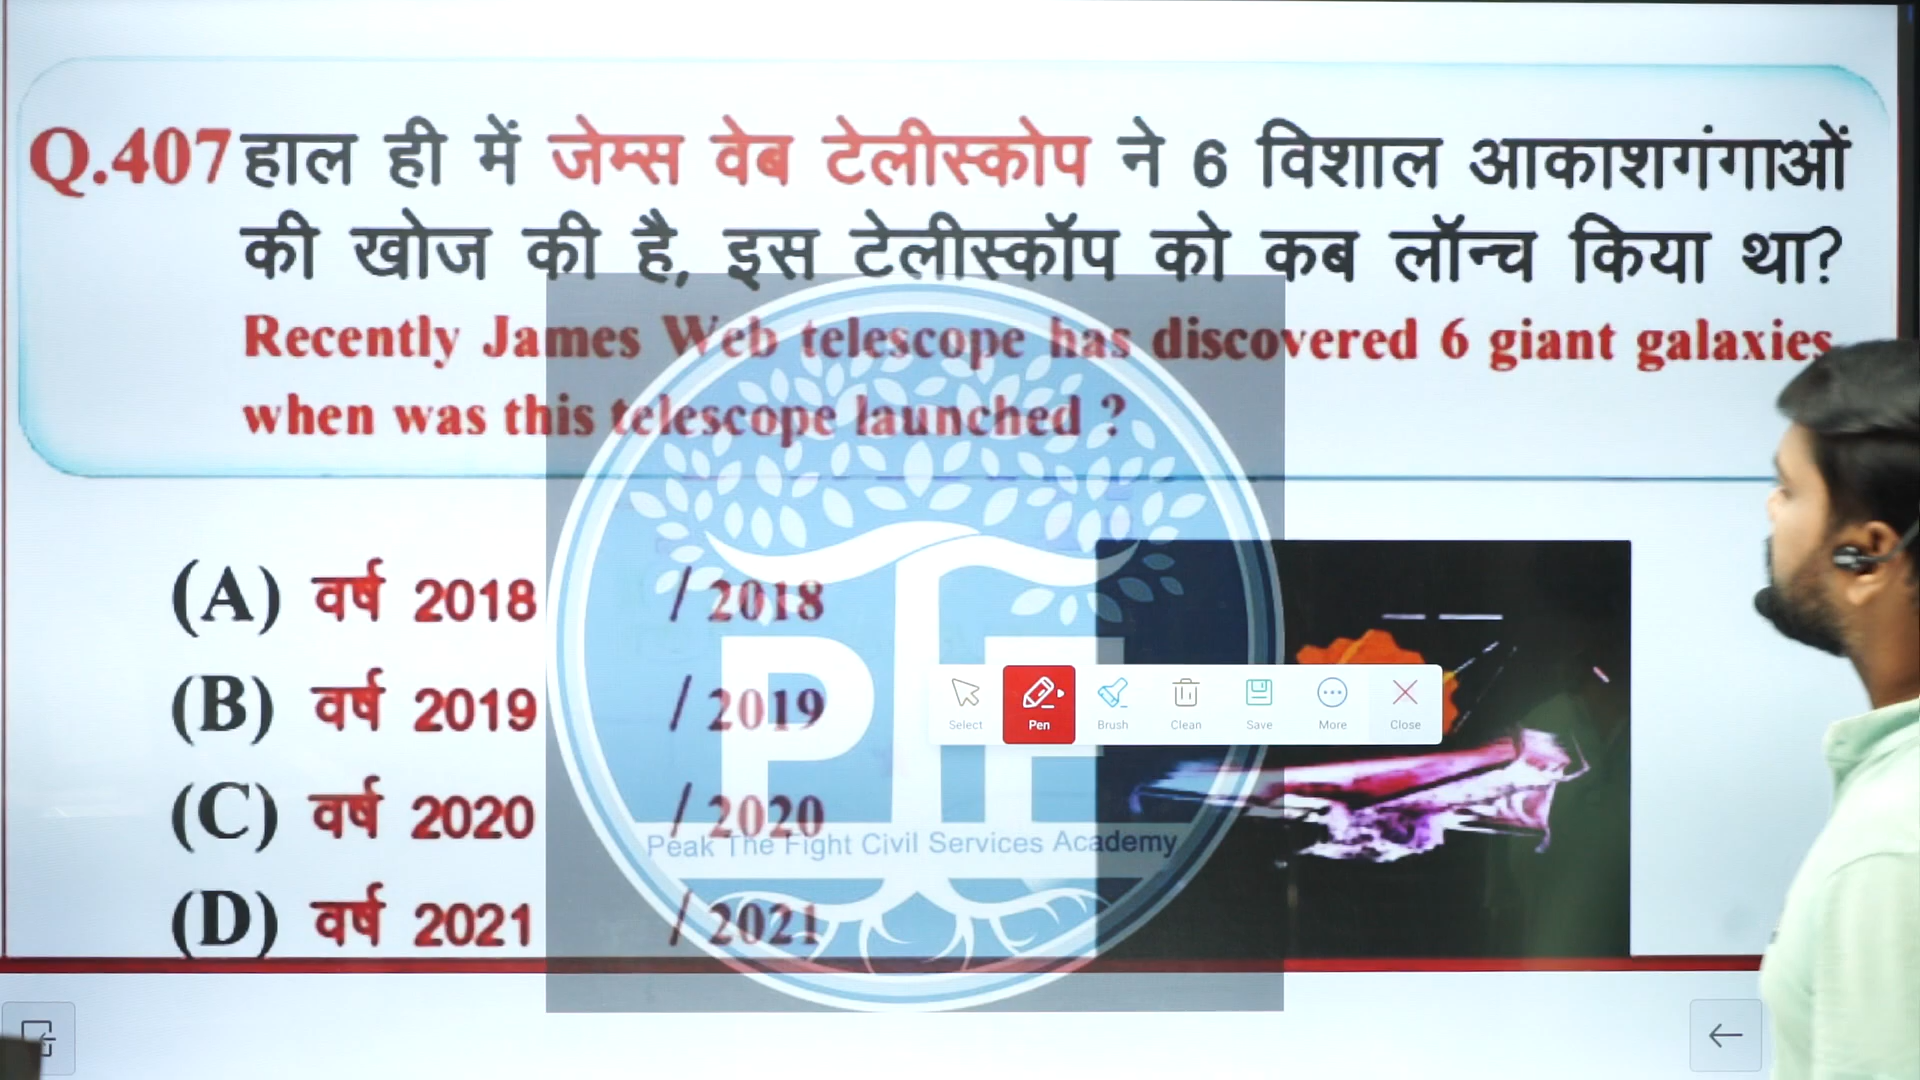 Q.407 हाल ही में जेम्स वेब टेलीस्कोप ने 6 विशाल आकाशगंगाओं
की खोज की है, इस टेलीस्कॉप को कब लॉन्च किया था?
Recently James Web telescope has discovered 6 giant galaxies
when was this telescope launched ?
(A) वर्ष 2018 / 2018
(B) वर्ष 2019 / 2019
(C) वर्ष 2020 / 2020
(D) वर्ष 2021 / 2021
PTF
Peak The Fight Civil Services Academy
Select Pen Brush Clean Save More Close